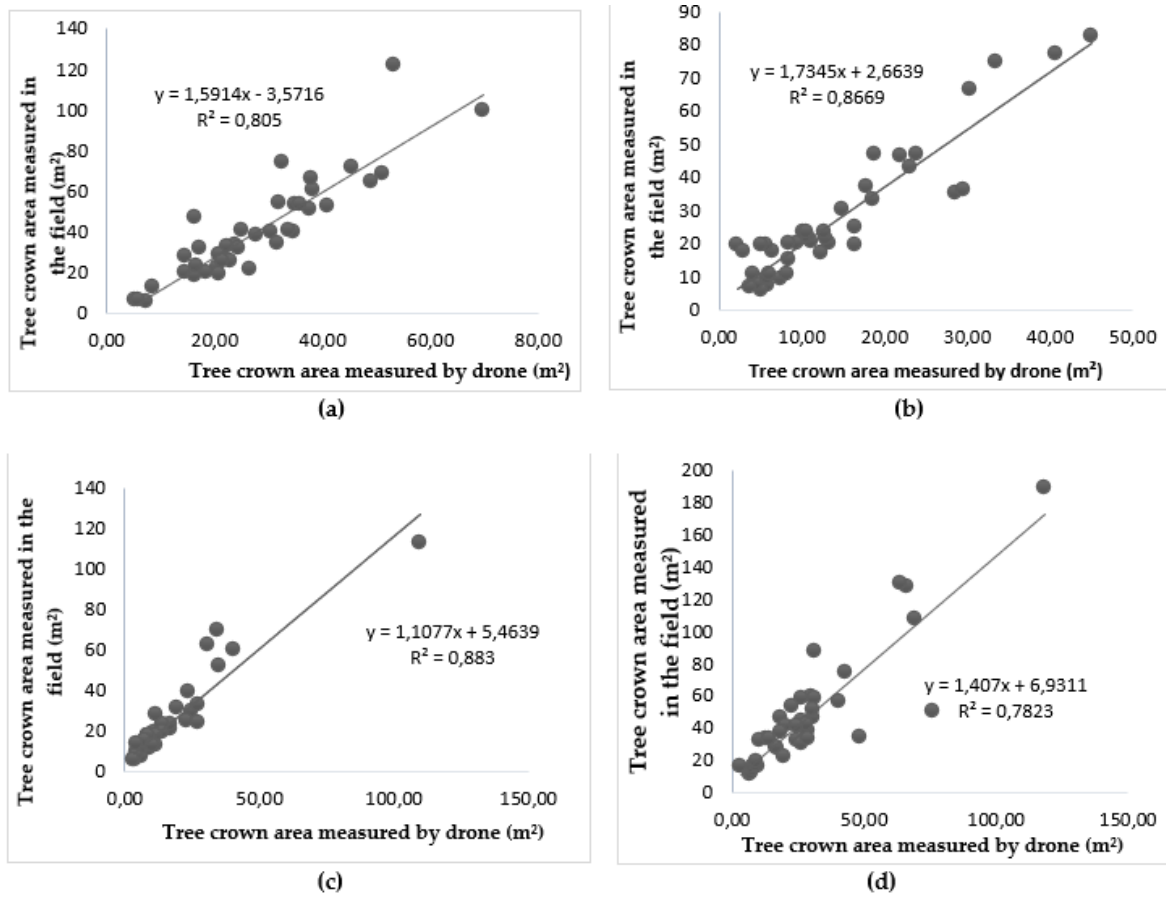 140
120
100
80
60
40
20
0
Tree crown area measured in
the field (m²)
y = 1,5914x - 3,5716
R² = 0,805
0,00 20,00 40,00 60,00 80,00
Tree crown area measured by drone (m²)
(a)
90
80
70
60
50
40
30
20
10
0
Tree crown area measured in
the field (m²)
y = 1,7345x + 2,6639
R² = 0,8669
0,00 10,00 20,00 30,00 40,00 50,00
Tree crown area measured by drone (m²)
(b)
140
120
100
80
60
40
20
0
Tree crown area measured in the
field (m²)
y = 1,1077x + 5,4639
R² = 0,883
0,00 50,00 100,00 150,00
Tree crown area measured by drone (m²)
(c)
200
180
160
140
120
100
80
60
40
20
0
Tree crown area measured
in the field (m²)
y = 1,407x + 6,9311
R² = 0,7823
0,00 50,00 100,00 150,00
Tree crown area measured by drone (m²)
(d)